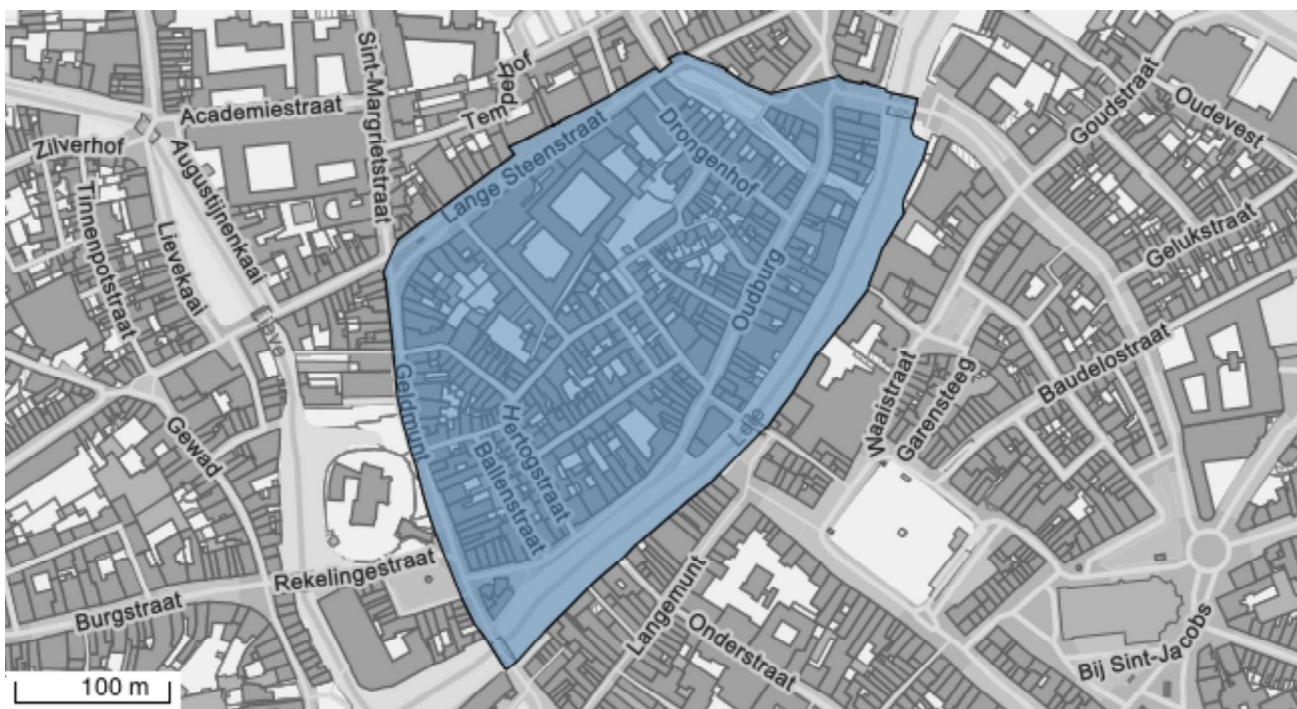 Sint-Margrietstraat
Academiestraat
Tempelhof
Zilverhof
Augustijnenkaai
Tinnenpotstraat
Lievekaai
Lieve
Gewad
Burgstraat
Rekelingestraat
Geldmunt
Lange Steenstraat
Drongenhof
Oudburg
Hertogstraat
Ballenstraat
Leie
Langemunt
Onderstraat
Waaistraat
Garensteeg
Baudelostraat
Goudstraat
Oudevest
Gelukstraat
Bij Sint-Jacobs
100 m